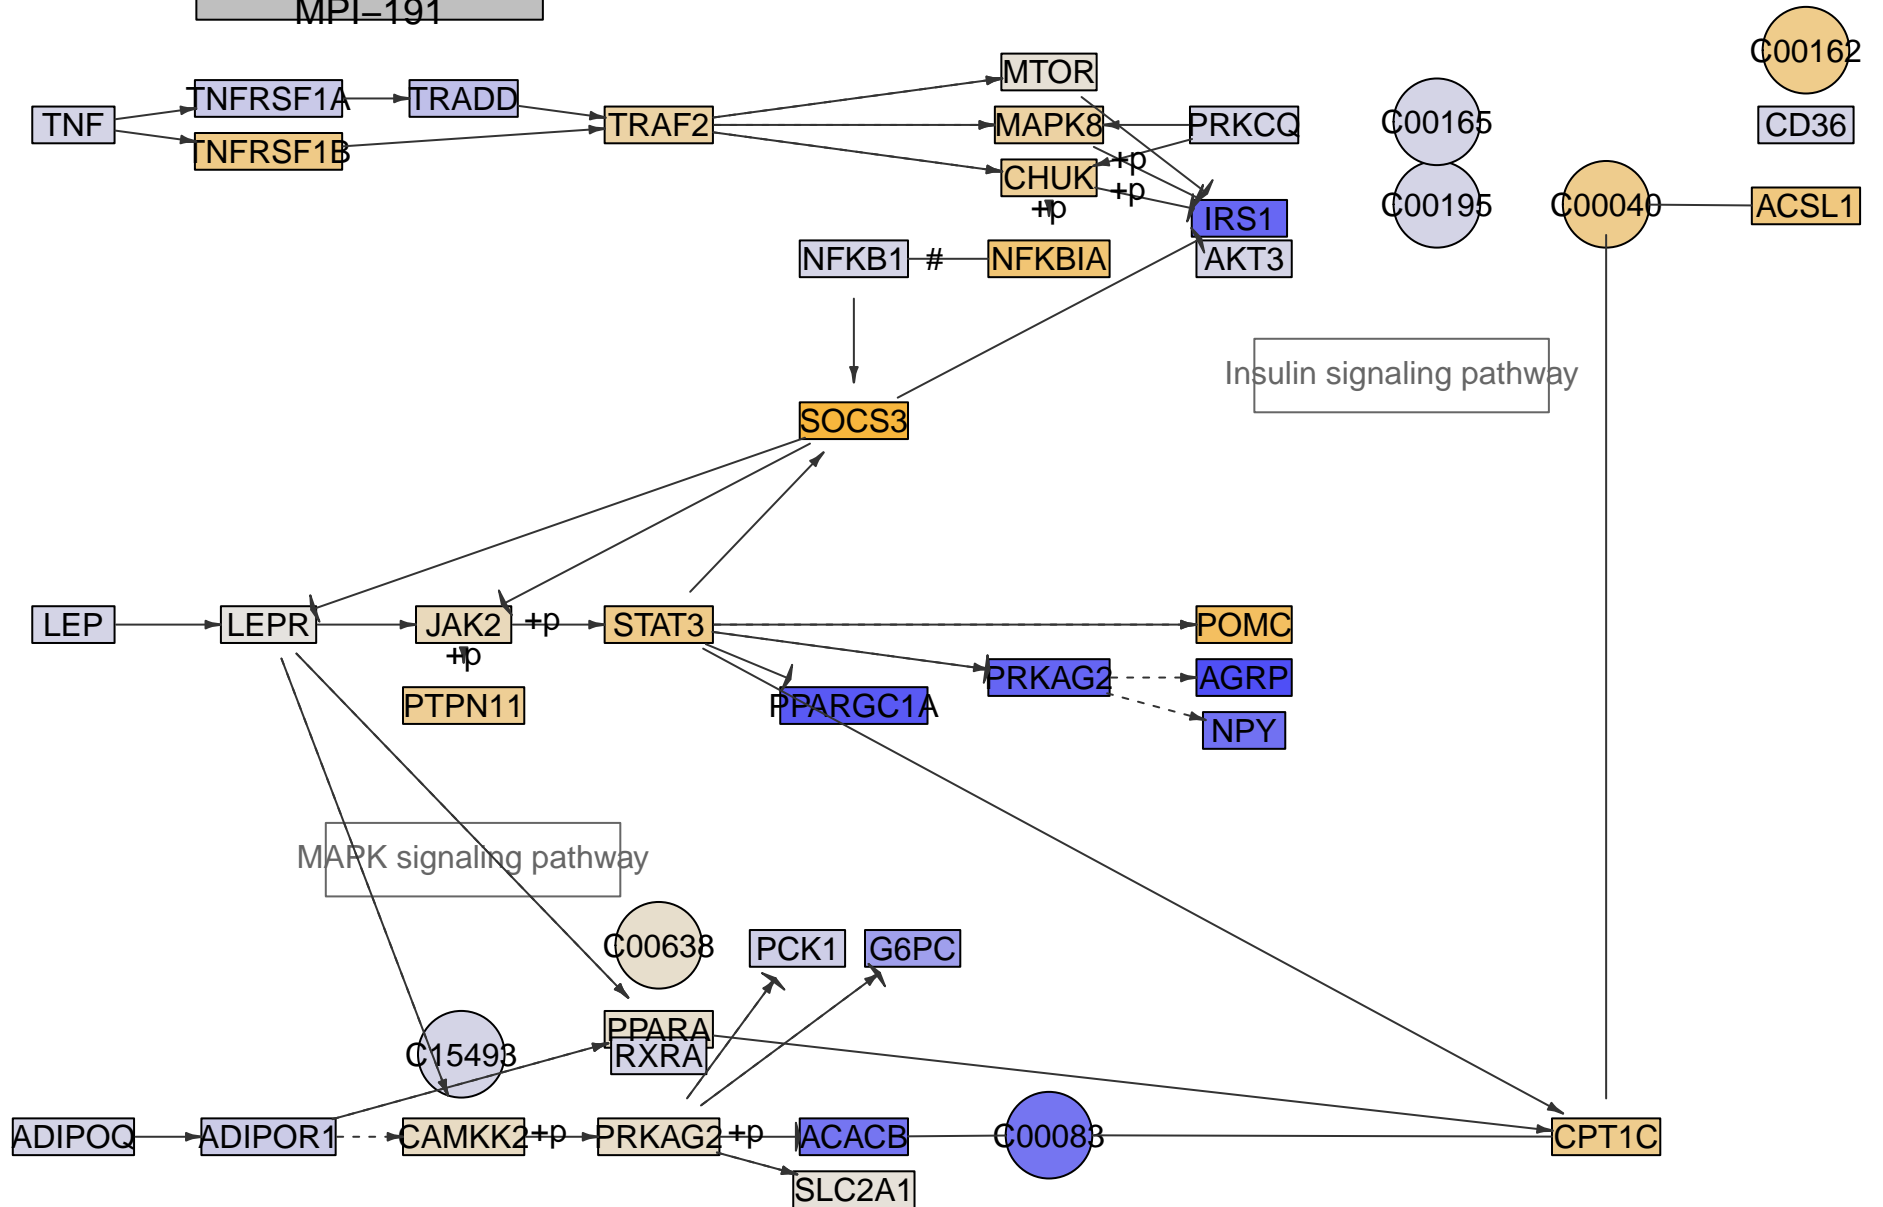 MPI–191
C00162
MTOR
TNFRSF1A
TRADD
TNF
TRAF2
MAPK8
PRKCQ
C00165
CD36
TNFRSF1B
+p
CHUK
+p
+p
IRS1
C00195
C00040
ACSL1
NFKB1
#
NFKBIA
AKT3
Insulin signaling pathway
SOCS3
LEP
LEPR
JAK2
+p
STAT3
POMC
+p
PRKAG2
AGRP
PTPN11
PPARGC1A
NPY
MAPK signaling pathway
C00638
PCK1
G6PC
PPARA
RXRA
C15493
ADIPOQ
ADIPOR1
CAMKK2
+p
PRKAG2
+p
ACACB
C00083
CPT1C
SLC2A1